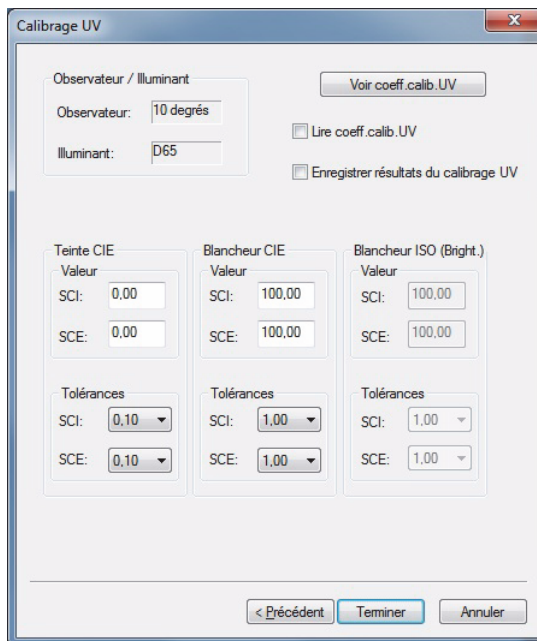 Calibrage UV
Observateur / Illuminant
Observateur: 10 degrés
Illuminant: D65
Voir coeff.calib.UV
Lire coeff.calib.UV
Enregistrer résultats du calibrage UV
Teinte CIE
Valeur
SCI: 0,00
SCE: 0,00
Tolérances
SCI: 0,10
SCE: 0,10
Blancheur CIE
Valeur
SCI: 100,00
SCE: 100,00
Tolérances
SCI: 1,00
SCE: 1,00
Blancheur ISO (Bright.)
Valeur
SCI: 100,00
SCE: 100,00
Tolérances
SCI: 1,00
SCE: 1,00
< Précédent
Terminer
Annuler